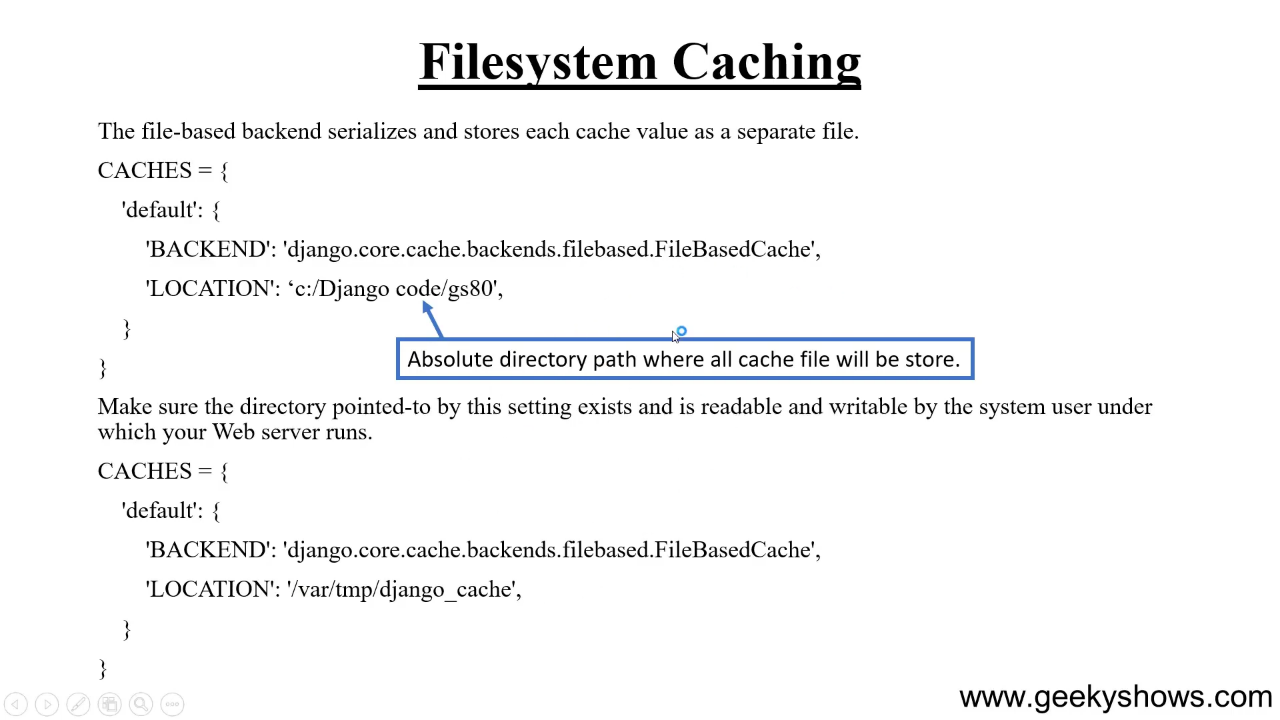 Filesystem Caching
The file-based backend serializes and stores each cache value as a separate file.
CACHES = {
'default': {
'BACKEND': 'django.core.cache.backends.filebased.FileBasedCache',
'LOCATION': ‘c:/Django code/gs80',
}
Absolute directory path where all cache file will be store.
}
Make sure the directory pointed-to by this setting exists and is readable and writable by the system user under
which your Web server runs.
CACHES = {
'default': {
'BACKEND': 'django.core.cache.backends.filebased.FileBasedCache',
'LOCATION': '/var/tmp/django_cache',
}
}
www.geekyshows.com